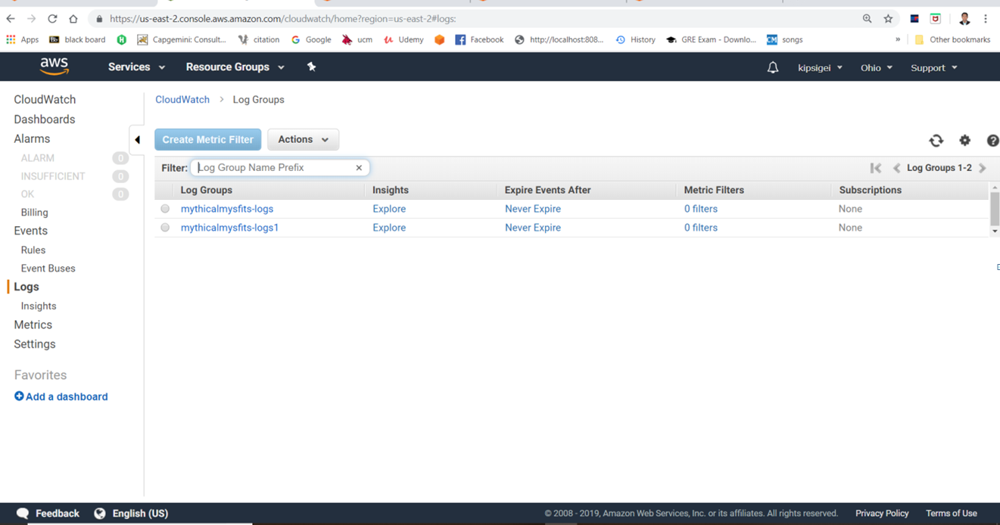 https://us-east-2.console.aws.amazon.com/cloudwatch/home?region=us-east-2#logs:
Apps Bb black board Capgemini: Consult... citation Google ucm Udemy Facebook http://localhost:808... History GRE Exam - Downlo... CM songs » Other bookmarks
aws Services Resource Groups kipsigei Ohio Support
CloudWatch
Dashboards
Alarms
ALARM 0
INSUFFICIENT 0
OK 0
Billing
Events
Rules
Event Buses
Logs
Insights
Metrics
Settings
Favorites
Add a dashboard
CloudWatch > Log Groups
Create Metric Filter Actions
Filter: Log Group Name Prefix × Log Groups 1-2
Log Groups Insights Expire Events After Metric Filters Subscriptions
mythicalmysfits-logs Explore Never Expire 0 filters None
mythicalmysfits-logs1 Explore Never Expire 0 filters None
Feedback English (US) © 2008 - 2019, Amazon Web Services, Inc. or its affiliates. All rights reserved. Privacy Policy Terms of Use